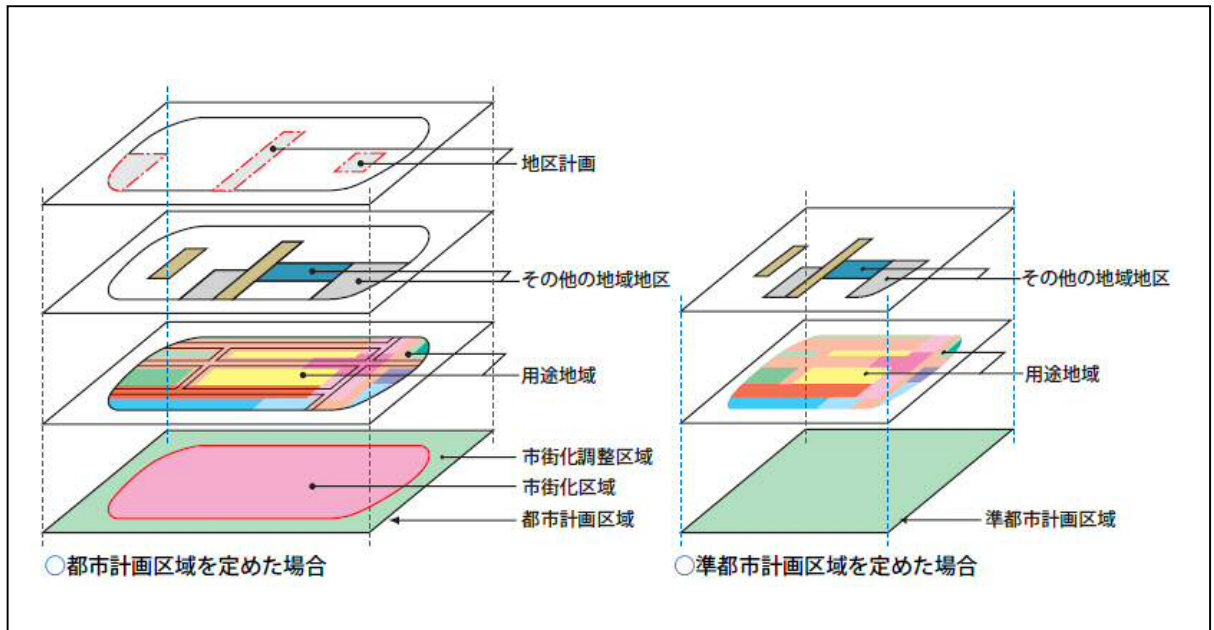 地区計画
その他の地域地区
用途地域
市街化調整区域
市街化区域
都市計画区域
○都市計画区域を定めた場合
その他の地域地区
用途地域
準都市計画区域
○準都市計画区域を定めた場合